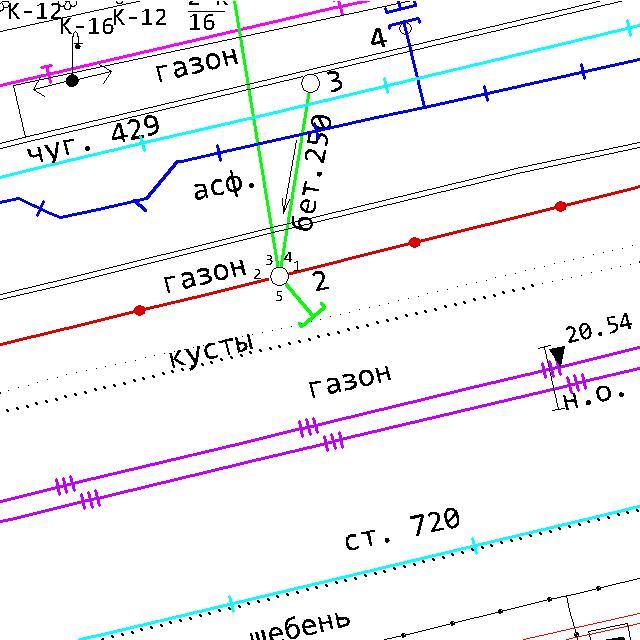 К-12
К-16
К-12
16
4
газон
3
чуг. 429
бет.250
асф.
газон
3
4
2
1
5
2
кусты
20.54
газон
н.о.
ст. 720
щебень